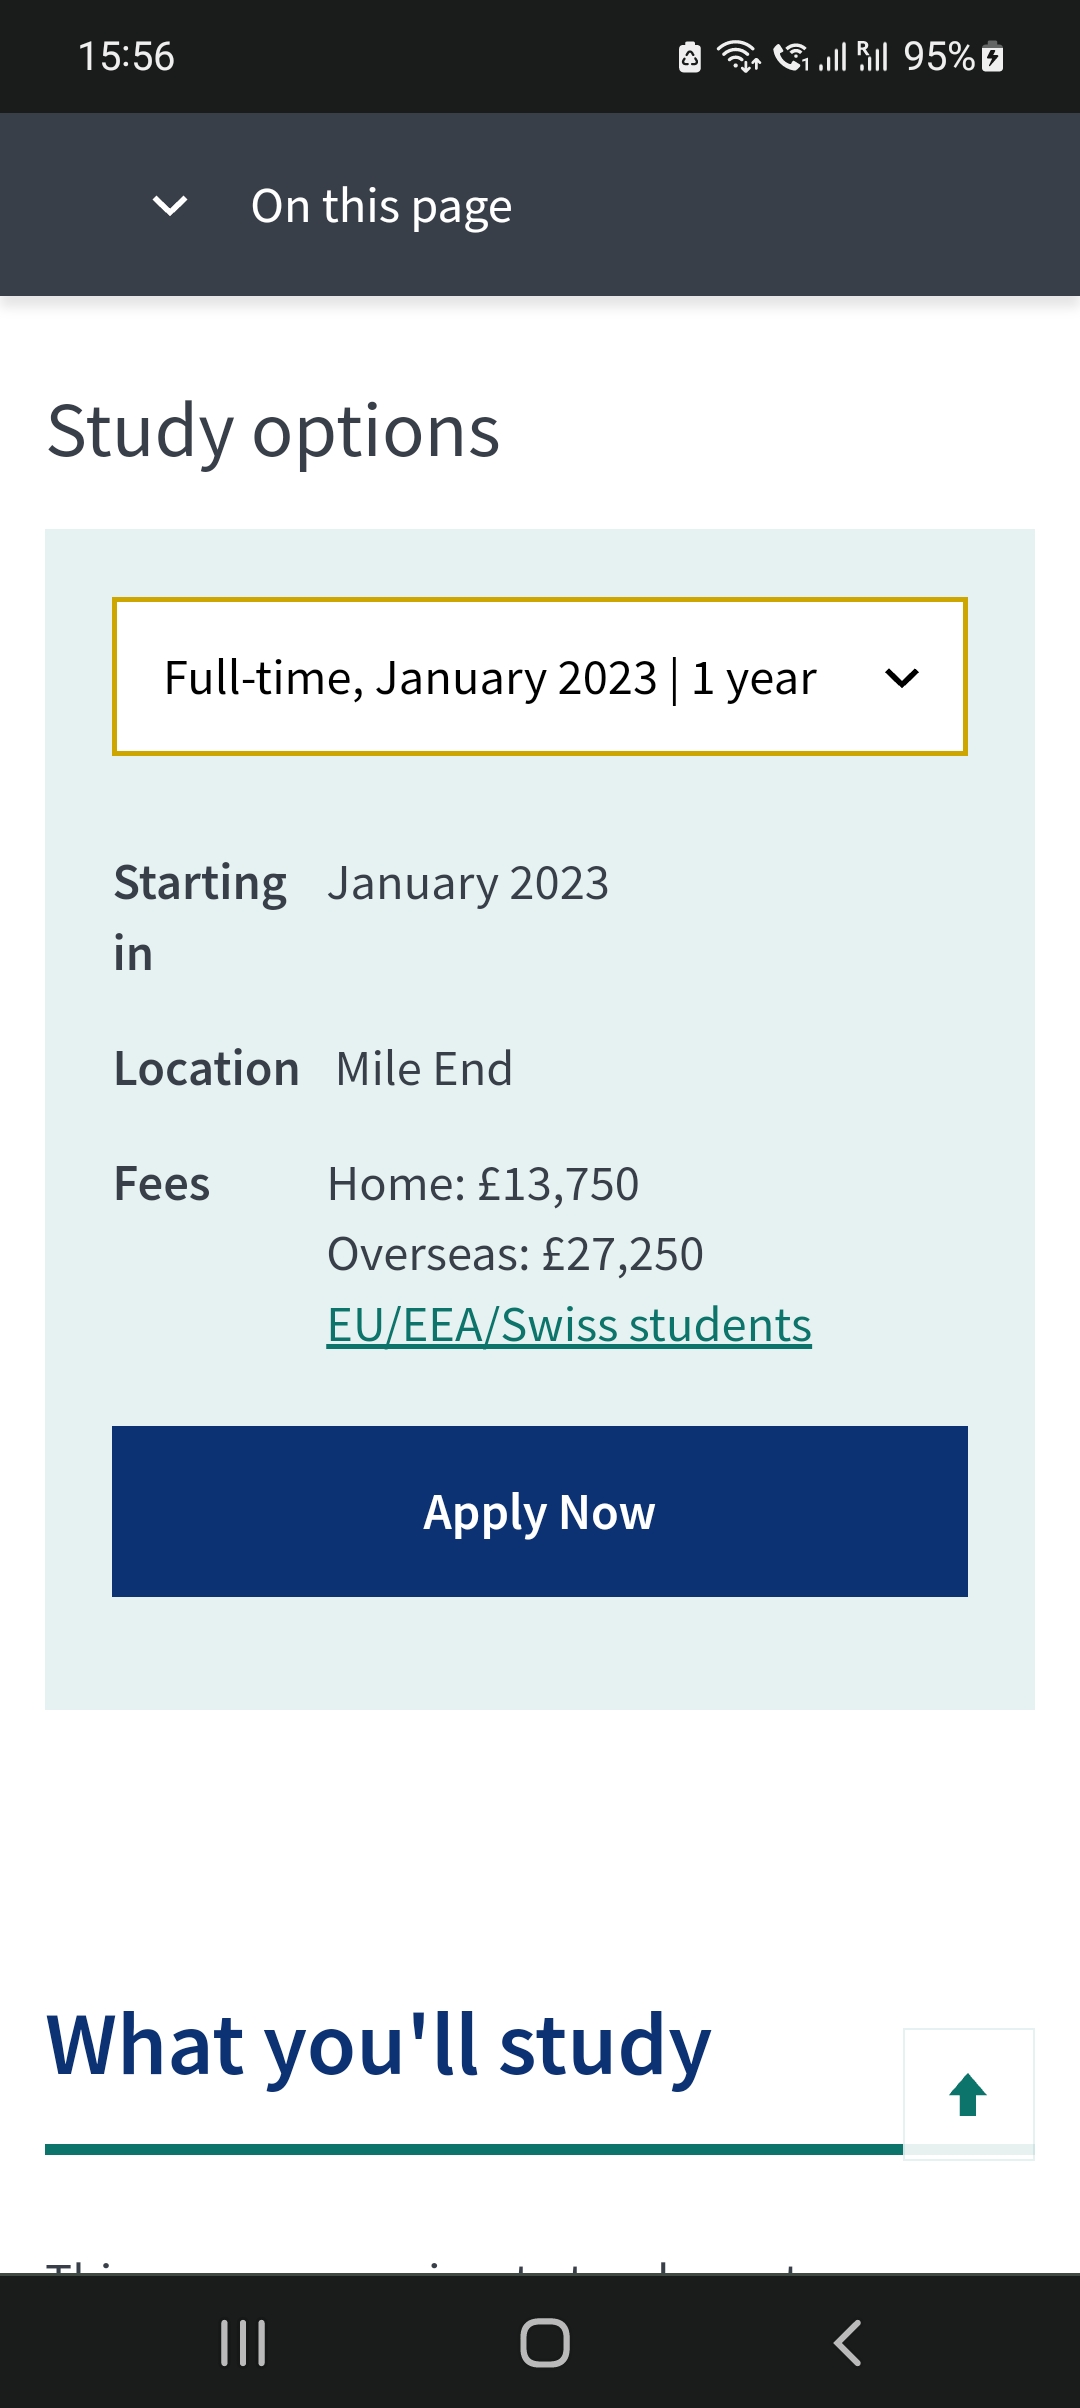 15:56
95%
On this page
Study options
Full-time, January 2023 | 1 year
Starting in
January 2023
Location Mile End
Fees
Home: £13,750
Overseas: £27,250
EU/EEA/Swiss students
Apply Now
What you'll study